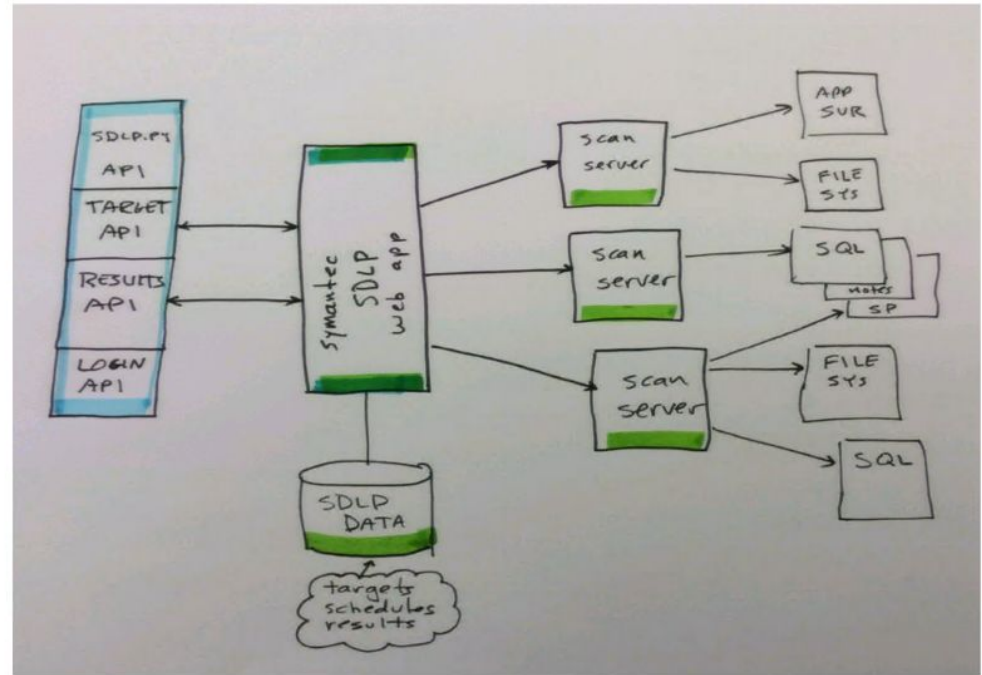 SDLP.PY
API
TARGET
API
RESULTS
API
LOGIN
API
Symantec
SDLP
web app
SDLP
DATA
targets
schedules
results
scan
server
scan
server
scan
server
APP
SVR
FILE
SYS
SQL
notes
SP
FILE
SYS
SQL